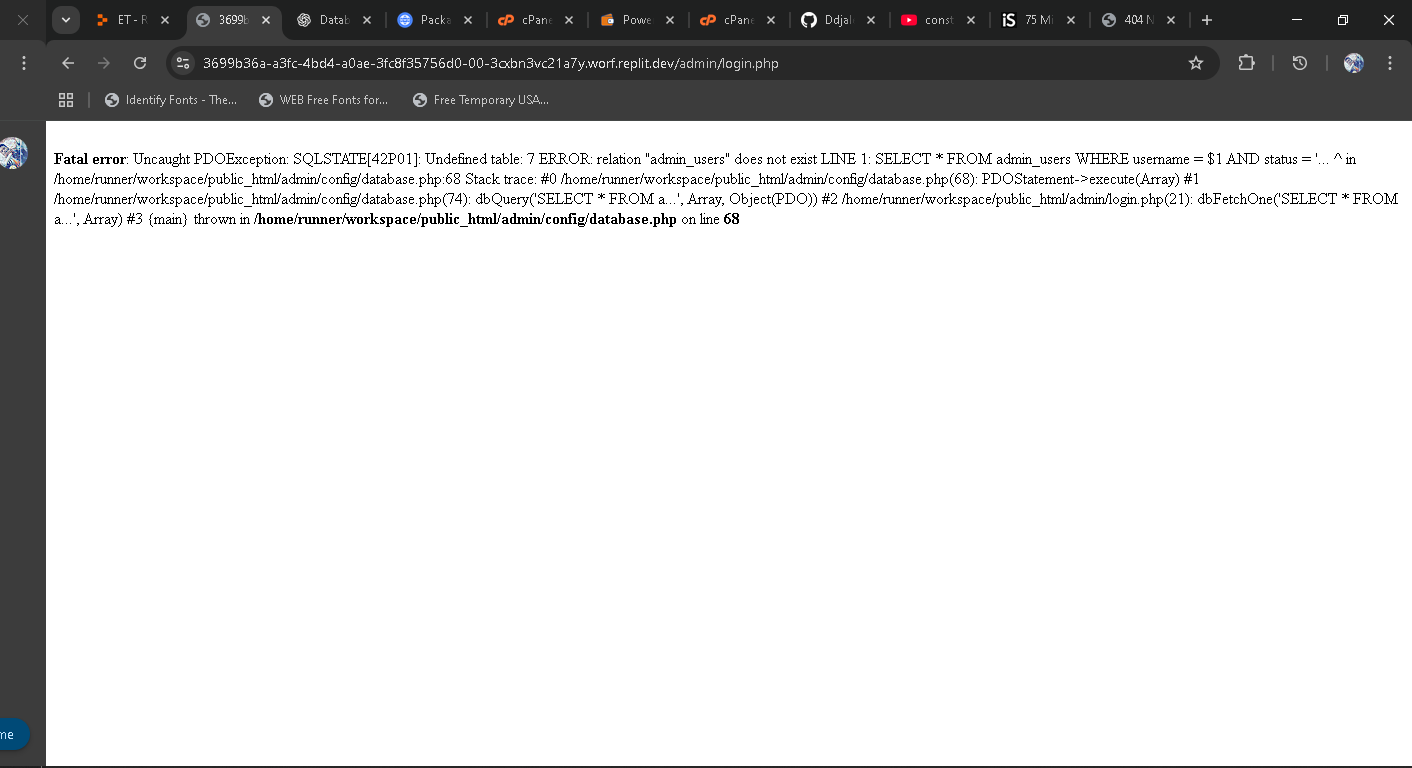 ET - R
3699b
Datab
Packa
cPane
Powe
cPane
Ddjal
const
iS
75 Mi
404 N
3699b36a-a3fc-4bd4-a0ae-3fc8f35756d0-00-3cxbn3vc21a7y.worf.replit.dev/admin/login.php
Identify Fonts - The...
WEB Free Fonts for...
Free Temporary USA...
Fatal error: Uncaught PDOException: SQLSTATE[42P01]: Undefined table: 7 ERROR: relation "admin_users" does not exist LINE 1: SELECT * FROM admin_users WHERE username = $1 AND status = '... ^ in
/home/runner/workspace/public_html/admin/config/database.php:68 Stack trace: #0 /home/runner/workspace/public_html/admin/config/database.php(68): PDOStatement->execute(Array) #1
/home/runner/workspace/public_html/admin/config/database.php(74): dbQuery('SELECT * FROM a...', Array, Object(PDO)) #2 /home/runner/workspace/public_html/admin/login.php(21): dbFetchOne('SELECT * FROM
a...', Array) #3 {main} thrown in /home/runner/workspace/public_html/admin/config/database.php on line 68
me